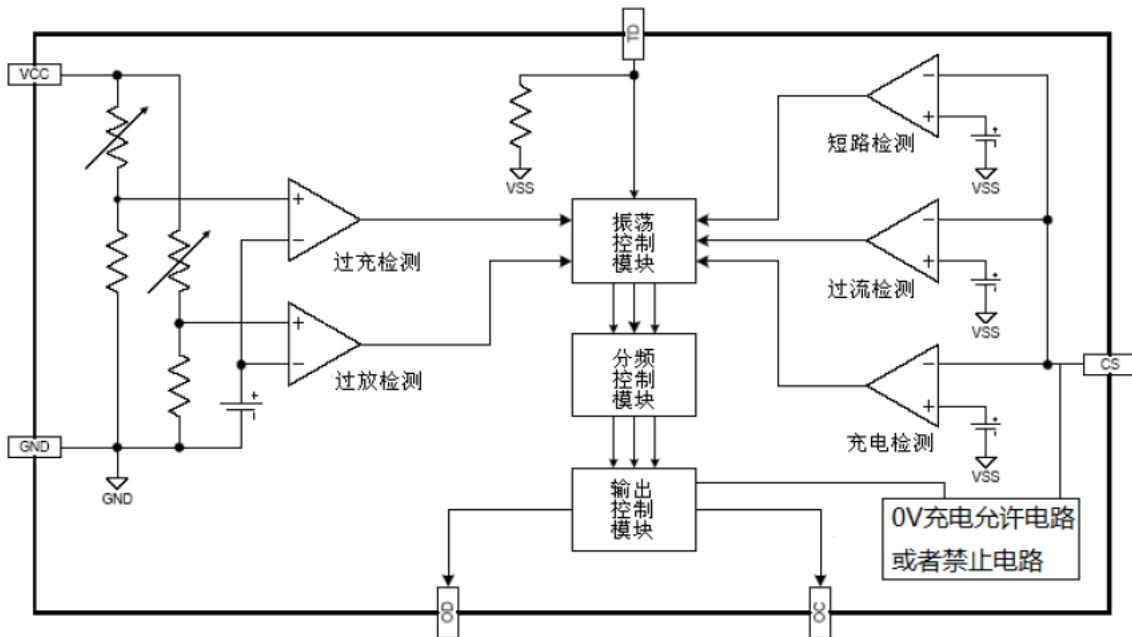 TD
VCC
短路检测
VSS
VSS
振荡
控制
模块
过充检测
过流检测
VSS
分频
控制
模块
过放检测
CS
充电检测
GND
VSS
GND
输出
控制
模块
0V充电允许电路
或者禁止电路
OD
OC